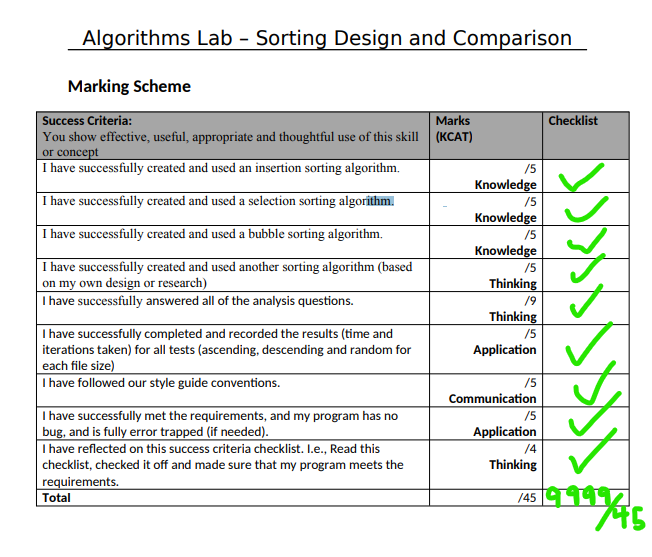 Algorithms Lab – Sorting Design and Comparison
Marking Scheme
Success Criteria:
You show effective, useful, appropriate and thoughtful use of this skill
or concept
Marks
(KCAT)
Checklist
I have successfully created and used an insertion sorting algorithm.
/5
Knowledge
I have successfully created and used a selection sorting algorithm.
/5
Knowledge
I have successfully created and used a bubble sorting algorithm.
/5
Knowledge
I have successfully created and used another sorting algorithm (based
on my own design or research)
/5
Thinking
I have successfully answered all of the analysis questions.
/9
Thinking
I have successfully completed and recorded the results (time and
iterations taken) for all tests (ascending, descending and random for
each file size)
/5
Application
I have followed our style guide conventions.
/5
Communication
I have successfully met the requirements, and my program has no
bug, and is fully error trapped (if needed).
/5
Application
I have reflected on this success criteria checklist. I.e., Read this
checklist, checked it off and made sure that my program meets the
requirements.
/4
Thinking
Total
/45
9999
/45